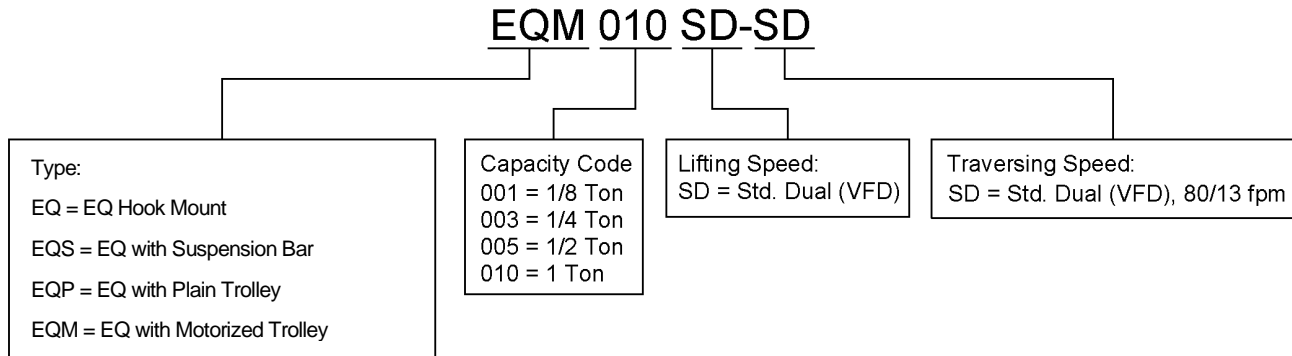 EQM 010 SD-SD
Type:
EQ = EQ Hook Mount
EQS = EQ with Suspension Bar
EQP = EQ with Plain Trolley
EQM = EQ with Motorized Trolley
Capacity Code
001 = 1/8 Ton
003 = 1/4 Ton
005 = 1/2 Ton
010 = 1 Ton
Lifting Speed:
SD = Std. Dual (VFD)
Traversing Speed:
SD = Std. Dual (VFD), 80/13 fpm